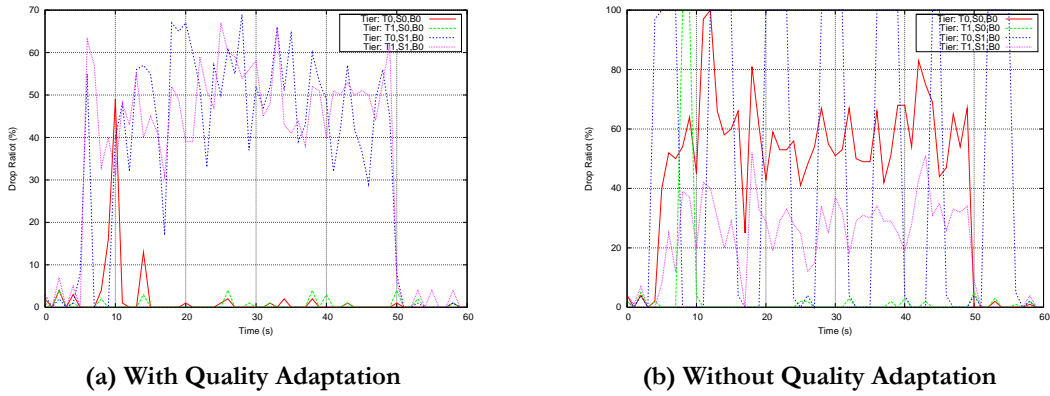 70
60
50
40
30
20
10
0
0
10
20
30
40
50
60
Drop Ratiot (%)
Time (s)
Tier: T0,S0,B0
Tier: T1,S0,B0
Tier: T0,S1,B0
Tier: T1,S1,B0
(a) With Quality Adaptation
100
80
60
40
20
0
0
10
20
30
40
50
60
Drop Ratiot (%)
Time (s)
Tier: T0,S0,B0
Tier: T1,S0,B0
Tier: T0,S1,B0
Tier: T1,S1,B0
(b) Without Quality Adaptation